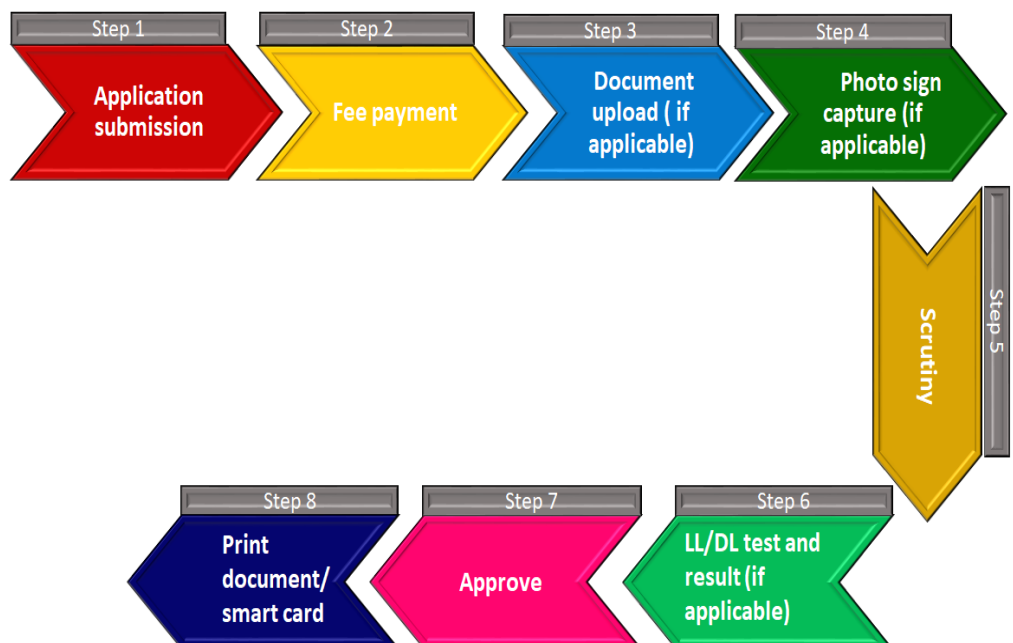 Step 1
Application
submission
Step 2
Fee payment
Step 3
Document
upload ( if
applicable)
Step 4
Photo sign
capture (if
applicable)
Step 5
Scrutiny
Step 6
LL/DL test and
result (if
applicable)
Step 7
Approve
Step 8
Print
document/
smart card